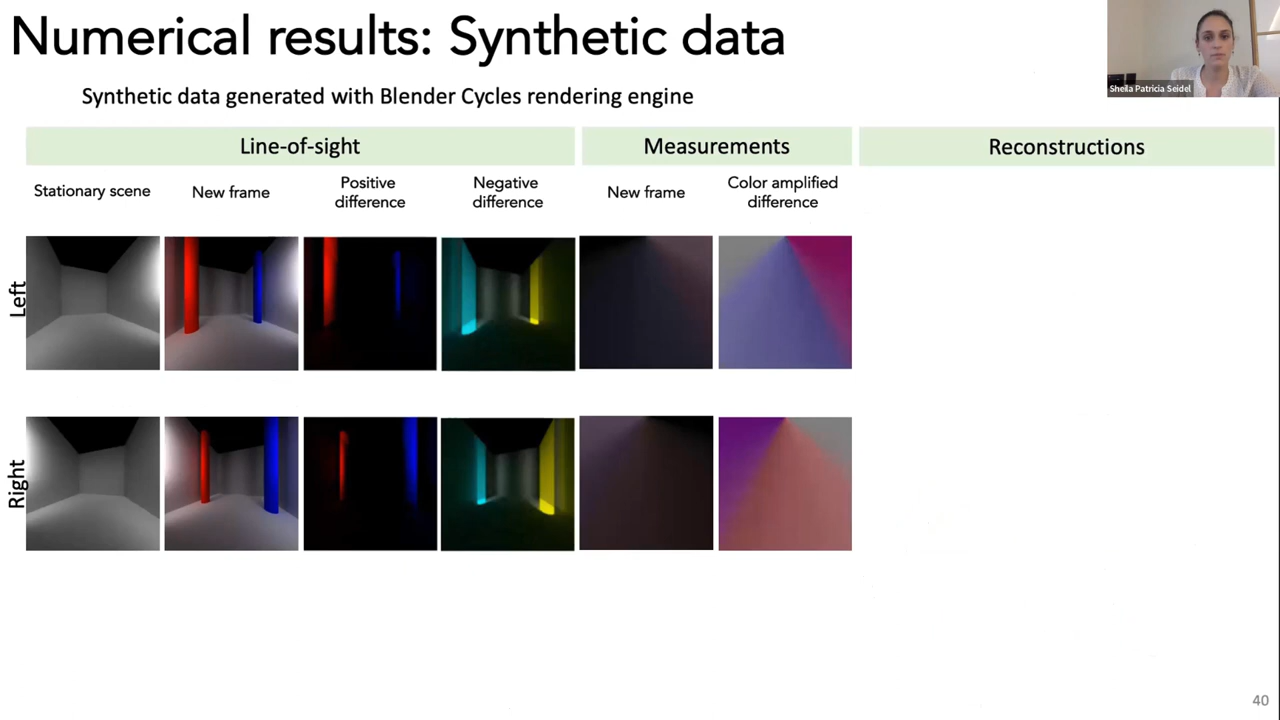 Numerical results: Synthetic data
Sheila Patricia Seidel
Synthetic data generated with Blender Cycles rendering engine
Line-of-sight
Measurements
Reconstructions
Stationary scene
New frame
Positive
difference
Negative
difference
New frame
Color amplified
difference
Left
Right
40